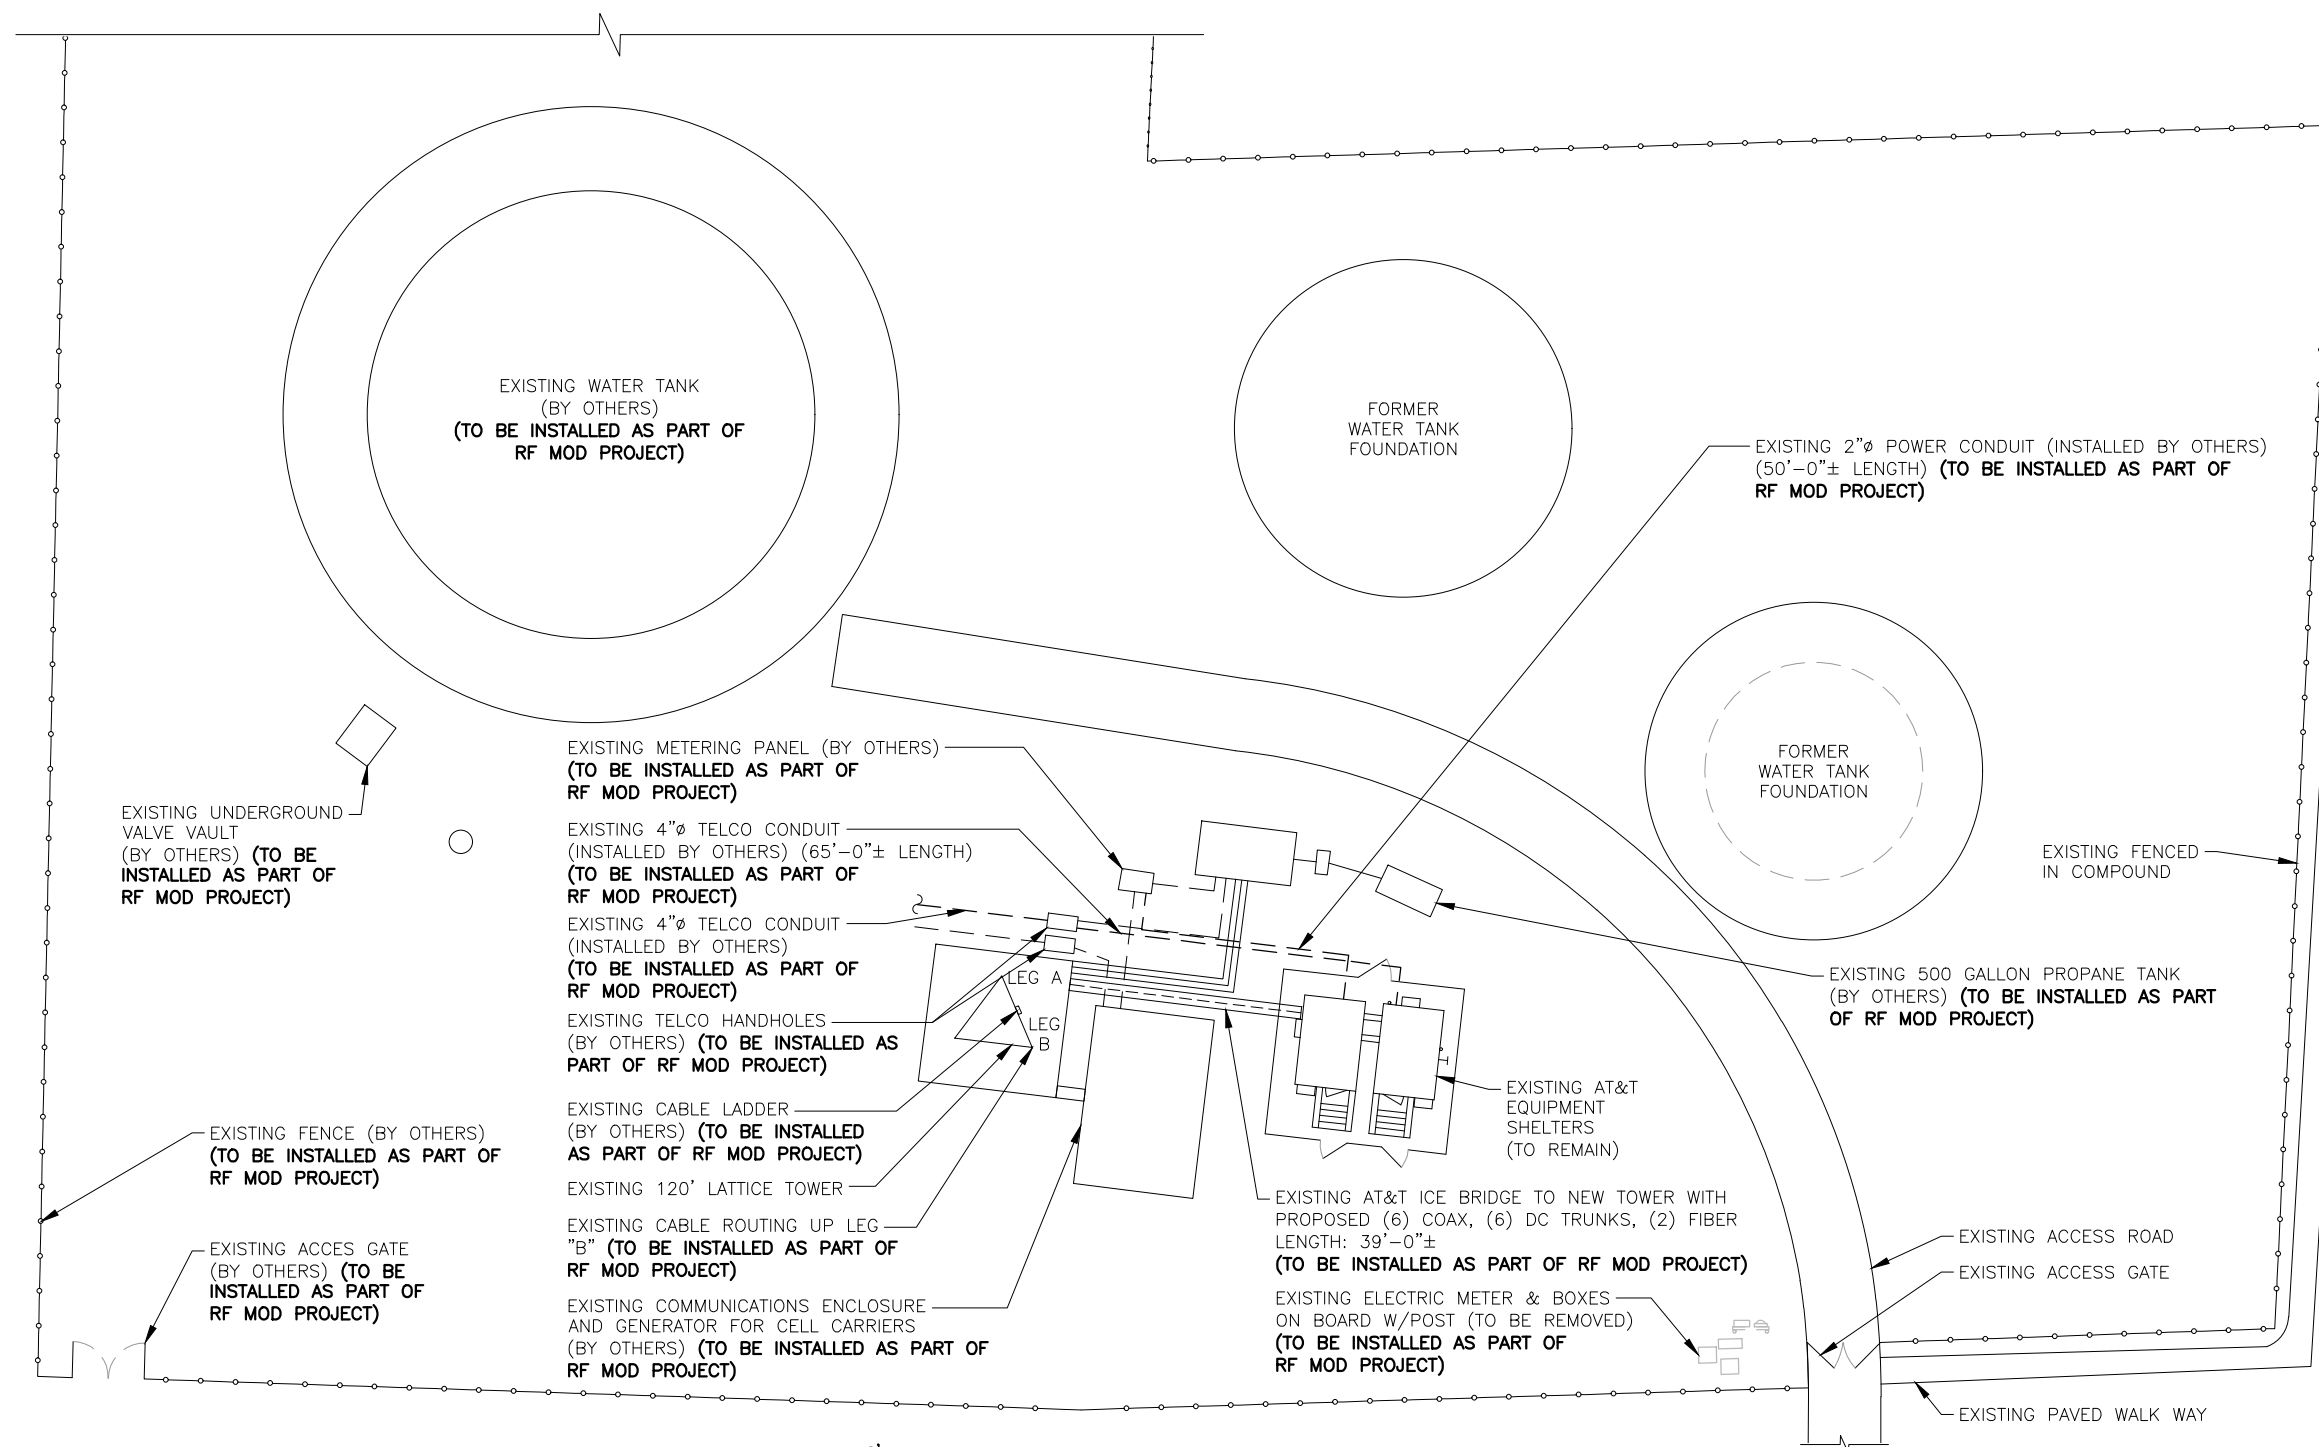 EXISTING WATER TANK
(BY OTHERS)
(TO BE INSTALLED AS PART OF
RF MOD PROJECT)
FORMER
WATER TANK
FOUNDATION
EXISTING 2"ø POWER CONDUIT (INSTALLED BY OTHERS)
(50'-0"± LENGTH) (TO BE INSTALLED AS PART OF
RF MOD PROJECT)
FORMER
WATER TANK
FOUNDATION
EXISTING METERING PANEL (BY OTHERS)
(TO BE INSTALLED AS PART OF
RF MOD PROJECT)
EXISTING UNDERGROUND
VALVE VAULT
(BY OTHERS) (TO BE
INSTALLED AS PART OF
RF MOD PROJECT)
EXISTING 4"ø TELCO CONDUIT
(INSTALLED BY OTHERS) (65'-0"± LENGTH)
(TO BE INSTALLED AS PART OF
RF MOD PROJECT)
EXISTING FENCED
IN COMPOUND
EXISTING 4"ø TELCO CONDUIT
(INSTALLED BY OTHERS)
(TO BE INSTALLED AS PART OF
RF MOD PROJECT)
LEG A
LEG
B
EXISTING 500 GALLON PROPANE TANK
(BY OTHERS) (TO BE INSTALLED AS PART
OF RF MOD PROJECT)
EXISTING TELCO HANDHOLES
(BY OTHERS) (TO BE INSTALLED AS
PART OF RF MOD PROJECT)
EXISTING AT&T
EQUIPMENT
SHELTERS
(TO REMAIN)
EXISTING CABLE LADDER
(BY OTHERS) (TO BE INSTALLED
AS PART OF RF MOD PROJECT)
EXISTING FENCE (BY OTHERS)
(TO BE INSTALLED AS PART OF
RF MOD PROJECT)
EXISTING 120' LATTICE TOWER
EXISTING AT&T ICE BRIDGE TO NEW TOWER WITH
PROPOSED (6) COAX, (6) DC TRUNKS, (2) FIBER
LENGTH: 39'-0"±
(TO BE INSTALLED AS PART OF RF MOD PROJECT)
EXISTING CABLE ROUTING UP LEG
"B" (TO BE INSTALLED AS PART OF
RF MOD PROJECT)
EXISTING ACCES GATE
(BY OTHERS) (TO BE
INSTALLED AS PART OF
RF MOD PROJECT)
EXISTING ACCESS ROAD
EXISTING ACCESS GATE
EXISTING COMMUNICATIONS ENCLOSURE
AND GENERATOR FOR CELL CARRIERS
(BY OTHERS) (TO BE INSTALLED AS PART OF
RF MOD PROJECT)
EXISTING ELECTRIC METER & BOXES
ON BOARD W/POST (TO BE REMOVED)
(TO BE INSTALLED AS PART OF
RF MOD PROJECT)
EXISTING PAVED WALK WAY